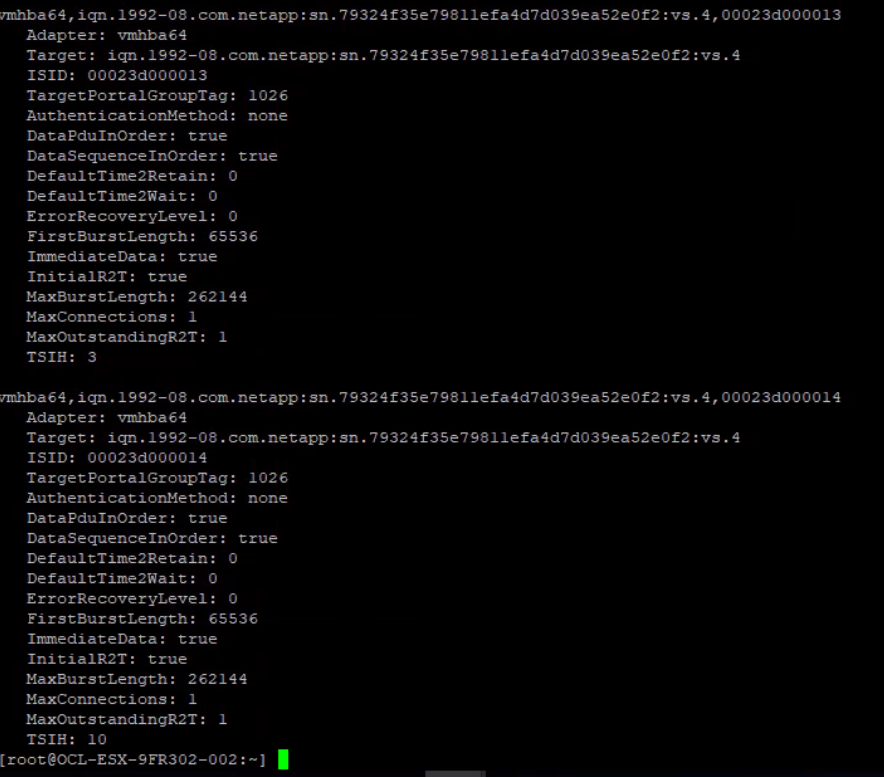 vmhba64,iqn.1992-08.com.netapp:sn.79324f35e79811efa4d7d039ea52e0f2:vs.4,00023d000013
Adapter: vmhba64
Target: iqn.1992-08.com.netapp:sn.79324f35e79811efa4d7d039ea52e0f2:vs.4
ISID: 00023d000013
TargetPortalGroupTag: 1026
AuthenticationMethod: none
DataPduInOrder: true
DataSequenceInOrder: true
DefaultTime2Retain: 0
DefaultTime2Wait: 0
ErrorRecoveryLevel: 0
FirstBurstLength: 65536
ImmediateData: true
InitialR2T: true
MaxBurstLength: 262144
MaxConnections: 1
MaxOutstandingR2T: 1
TSIH: 3
vmhba64,iqn.1992-08.com.netapp:sn.79324f35e79811efa4d7d039ea52e0f2:vs.4,00023d000014
Adapter: vmhba64
Target: iqn.1992-08.com.netapp:sn.79324f35e79811efa4d7d039ea52e0f2:vs.4
ISID: 00023d000014
TargetPortalGroupTag: 1026
AuthenticationMethod: none
DataPduInOrder: true
DataSequenceInOrder: true
DefaultTime2Retain: 0
DefaultTime2Wait: 0
ErrorRecoveryLevel: 0
FirstBurstLength: 65536
ImmediateData: true
InitialR2T: true
MaxBurstLength: 262144
MaxConnections: 1
MaxOutstandingR2T: 1
TSIH: 10
[root@OCL-ESX-9FR302-002:~]